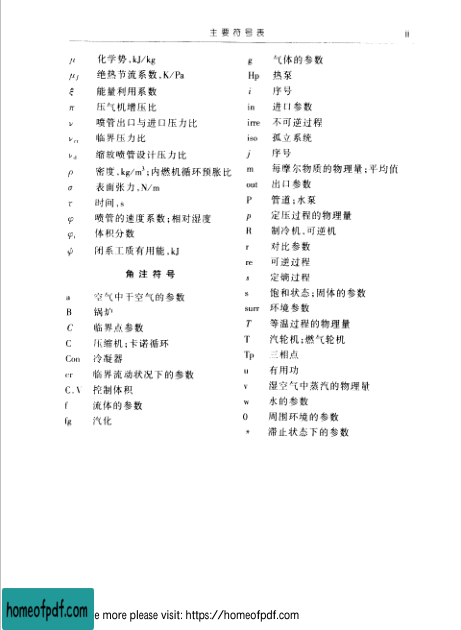 主 要 符 号 表 Ⅱ
μ 化学势,kJ/kg
μJ 绝热节流系数,K/Pa
ξ 能量利用系数
π 压气机增压比
ν 喷管出口与进口压力比
νcr 临界压力比
νd 缩放喷管设计压力比
ρ 密度,kg/m³;内燃机循环预胀比
σ 表面张力,N/m
τ 时间,s
φ 喷管的速度系数;相对湿度
φi 体积分数
ψ 闭系工质有用能,kJ
角 注 符 号
a 空气中干空气的参数
B 锅炉
C 临界点参数
C 压缩机;卡诺循环
Con 冷凝器
cr 临界流动状况下的参数
C.V 控制体积
f 流体的参数
fg 汽化
g 气体的参数
Hp 热泵
i 序号
in 进口参数
irre 不可逆过程
iso 孤立系统
j 序号
m 每摩尔物质的物理量;平均值
out 出口参数
P 管道;水泵
p 定压过程的物理量
R 制冷机,可逆机
r 对比参数
re 可逆过程
s 定熵过程
s 饱和状态;固体的参数
surr 环境参数
T 等温过程的物理量
T 汽轮机;燃气轮机
Tp 三相点
u 有用功
v 湿空气中蒸汽的物理量
w 水的参数
0 周围环境的参数
* 滞止状态下的参数
homeofpdf.com
e more please visit: https://homeofpdf.com